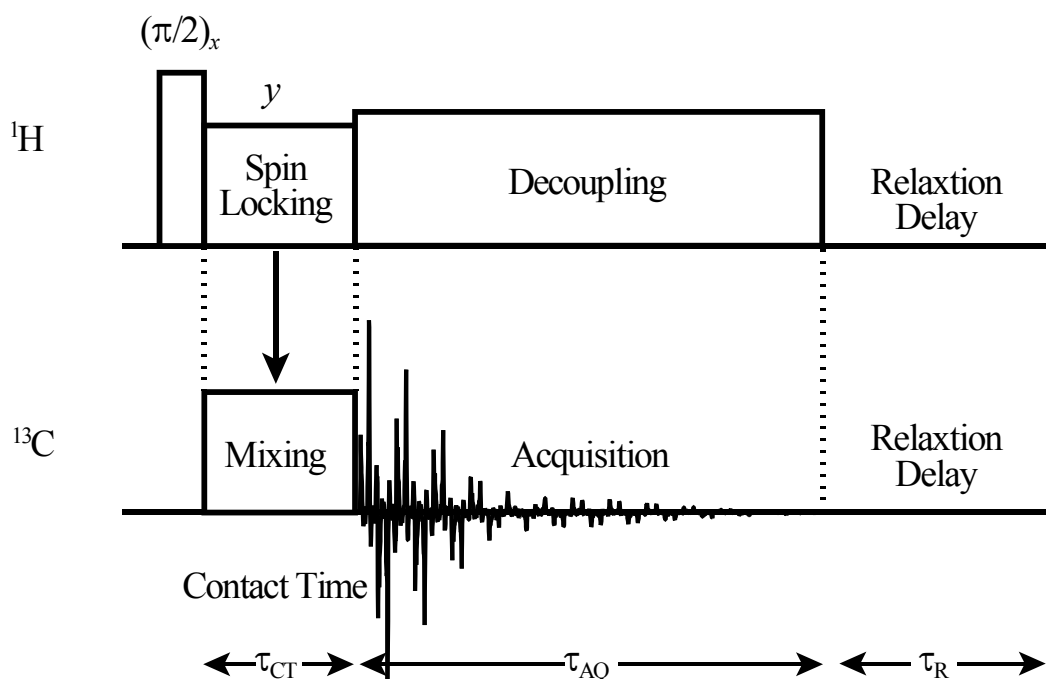 (π/2)x
y
¹H
Spin
Locking
Decoupling
Relaxtion
Delay
¹³C
Mixing
Acquisition
Relaxtion
Delay
Contact Time
τCT
τAQ
τR